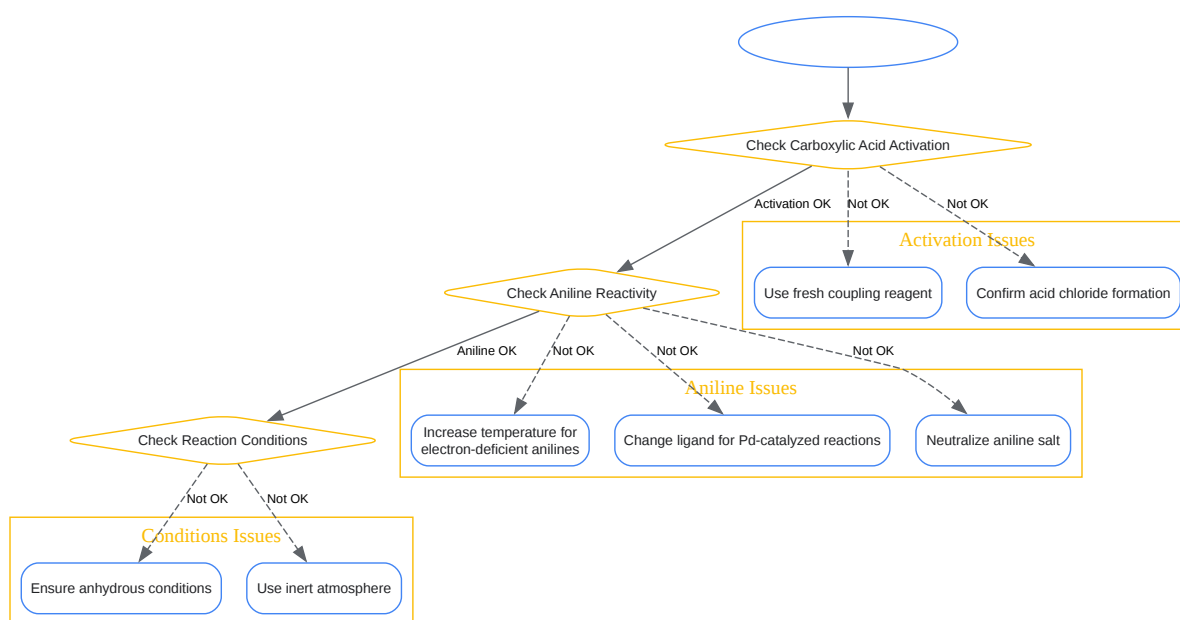 Check Carboxylic Acid Activation
Activation OK
Not OK
Not OK
Activation Issues
Use fresh coupling reagent
Confirm acid chloride formation
Check Aniline Reactivity
Aniline OK
Not OK
Not OK
Not OK
Aniline Issues
Increase temperature for
electron-deficient anilines
Change ligand for Pd-catalyzed reactions
Neutralize aniline salt
Check Reaction Conditions
Not OK
Not OK
Conditions Issues
Ensure anhydrous conditions
Use inert atmosphere